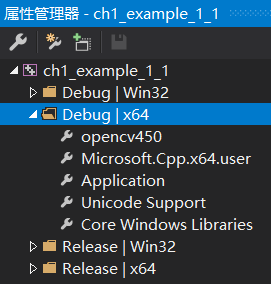 属性管理器 - ch1_example_1_1
ch1_example_1_1
Debug | Win32
Debug | x64
opencv450
Microsoft.Cpp.x64.user
Application
Unicode Support
Core Windows Libraries
Release | Win32
Release | x64